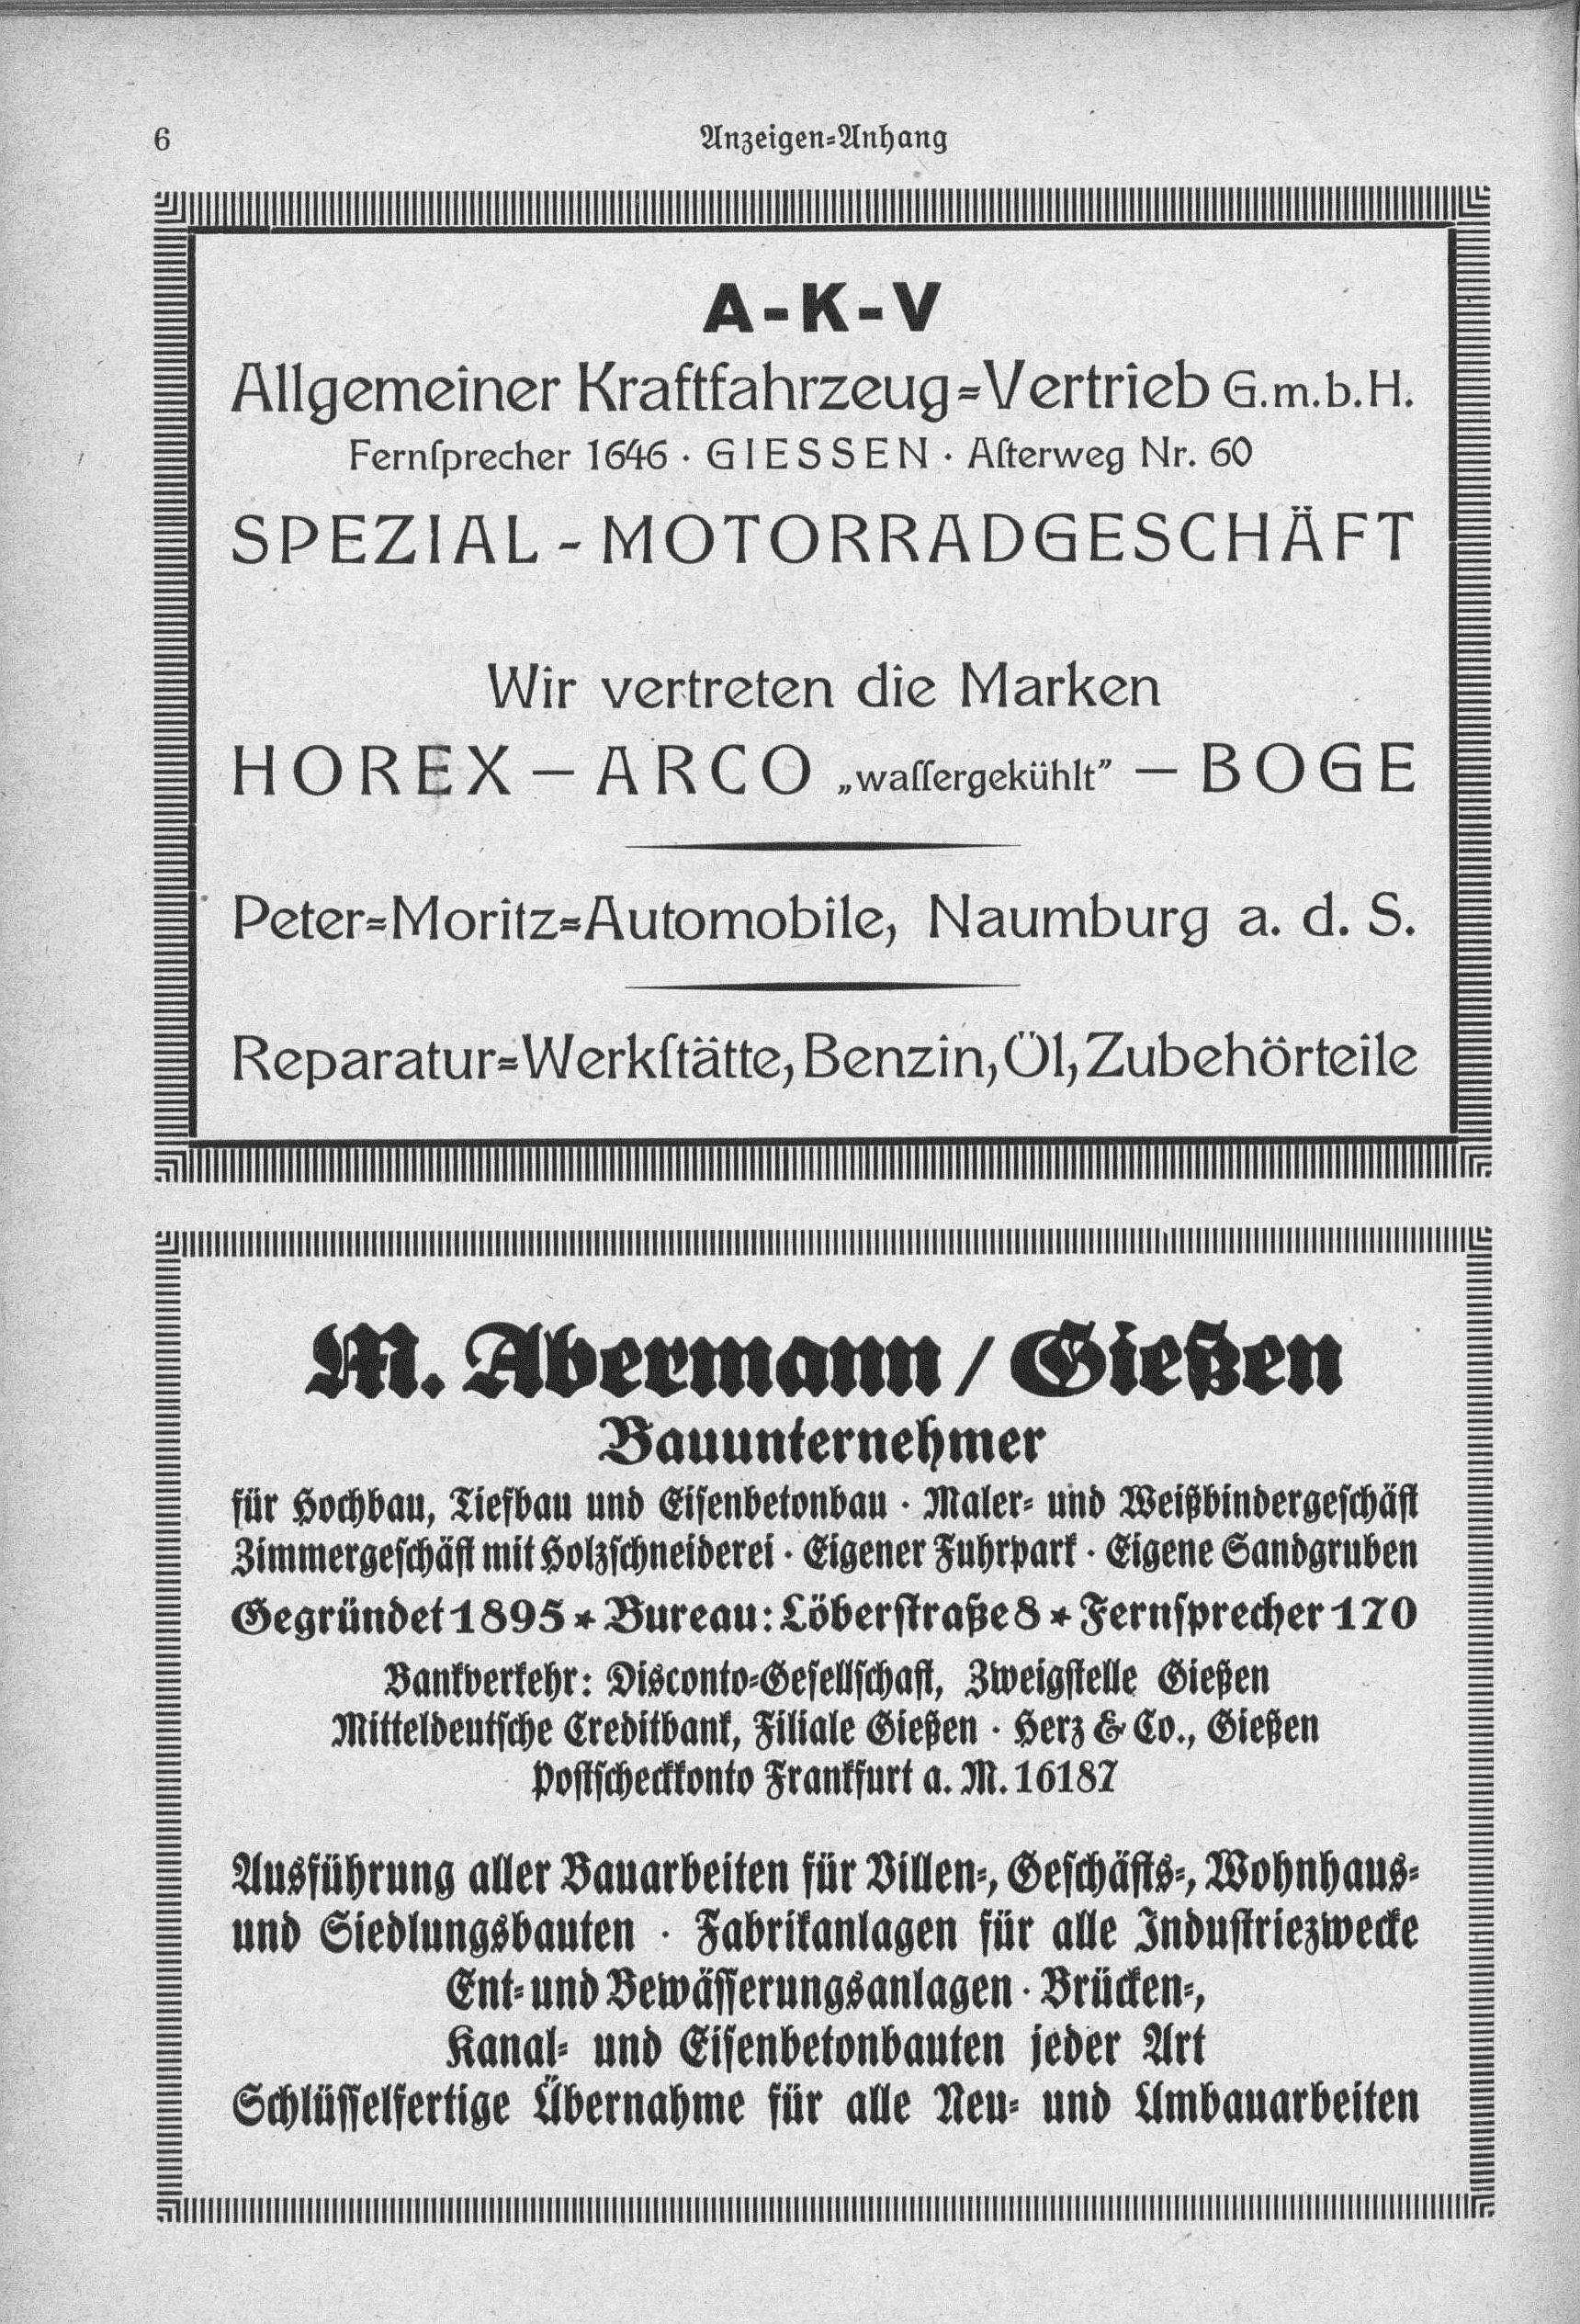 6
Anzeigen=Anhang
A-K-V
Allgemeiner Kraftfahrzeug=Vertrieb G.m.b.H.
Fernſprecher 1646 · GIESSEN · Aſterweg Nr. 60
SPEZIAL - MOTORRADGESCHÄFT
Wir vertreten die Marken
HOREX — ARCO „waſſergekühlt” — BOGE
Peter=Moritz=Automobile, Naumburg a. d. S.
Reparatur=Werkſtätte, Benzin, Öl, Zubehörteile
M. Abermann / Gießen
Bauunternehmer
für Hochbau, Tiefbau und Eiſenbetonbau · Maler= und Weißbindergeſchäft
Zimmergeſchäft mit Holzſchneiderei · Eigener Fuhrpark · Eigene Sandgruben
Gegründet 1895 * Bureau: Löberſtraße 8 * Fernſprecher 170
Bankverkehr: Disconto=Geſellſchaft, Zweigſtelle Gießen
Mitteldeutſche Creditbank, Filiale Gießen · Herz & Co., Gießen
Poſtſcheckkonto Frankfurt a. M. 16187
Ausführung aller Bauarbeiten für Villen=, Geſchäfts=, Wohnhaus=
und Siedlungsbauten · Fabrikanlagen für alle Induſtriezwecke
Ent= und Bewäſſerungsanlagen · Brücken=,
Kanal= und Eiſenbetonbauten jeder Art
Schlüſſelfertige Übernahme für alle Neu= und Umbauarbeiten